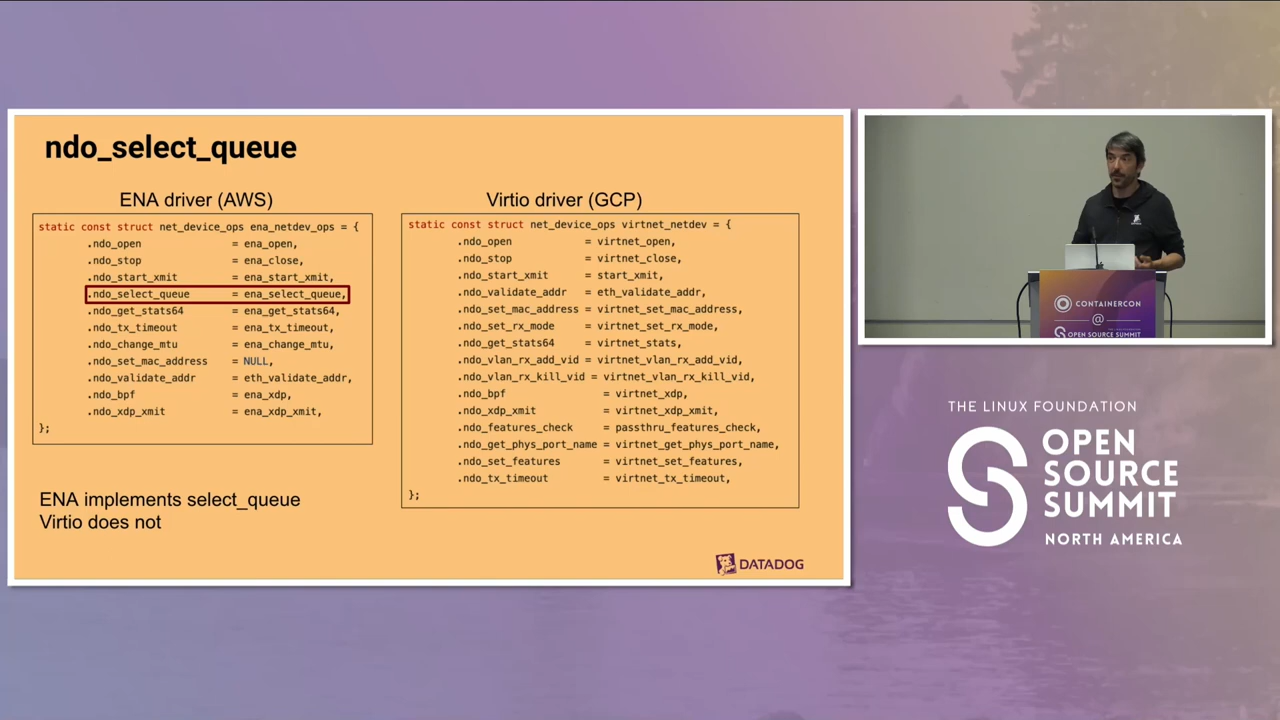 ndo_select_queue
ENA driver (AWS)
static const struct net_device_ops ena_netdev_ops = {
.ndo_open = ena_open,
.ndo_stop = ena_close,
.ndo_start_xmit = ena_start_xmit,
.ndo_select_queue = ena_select_queue,
.ndo_get_stats64 = ena_get_stats64,
.ndo_tx_timeout = ena_tx_timeout,
.ndo_change_mtu = ena_change_mtu,
.ndo_set_mac_address = NULL,
.ndo_validate_addr = eth_validate_addr,
.ndo_bpf = ena_xdp,
.ndo_xdp_xmit = ena_xdp_xmit,
};
Virtio driver (GCP)
static const struct net_device_ops virtnet_netdev = {
.ndo_open = virtnet_open,
.ndo_stop = virtnet_close,
.ndo_start_xmit = start_xmit,
.ndo_validate_addr = eth_validate_addr,
.ndo_set_mac_address = virtnet_set_mac_address,
.ndo_set_rx_mode = virtnet_set_rx_mode,
.ndo_get_stats64 = virtnet_stats,
.ndo_vlan_rx_add_vid = virtnet_vlan_rx_add_vid,
.ndo_vlan_rx_kill_vid = virtnet_vlan_rx_kill_vid,
.ndo_bpf = virtnet_xdp,
.ndo_xdp_xmit = virtnet_xdp_xmit,
.ndo_features_check = passthru_features_check,
.ndo_get_phys_port_name = virtnet_get_phys_port_name,
.ndo_set_features = virtnet_set_features,
.ndo_tx_timeout = virtnet_tx_timeout,
};
ENA implements select_queue
Virtio does not
DATADOG
CONTAINERCON
@
OPEN SOURCE SUMMIT
THE LINUX FOUNDATION
OPEN
SOURCE
SUMMIT
NORTH AMERICA